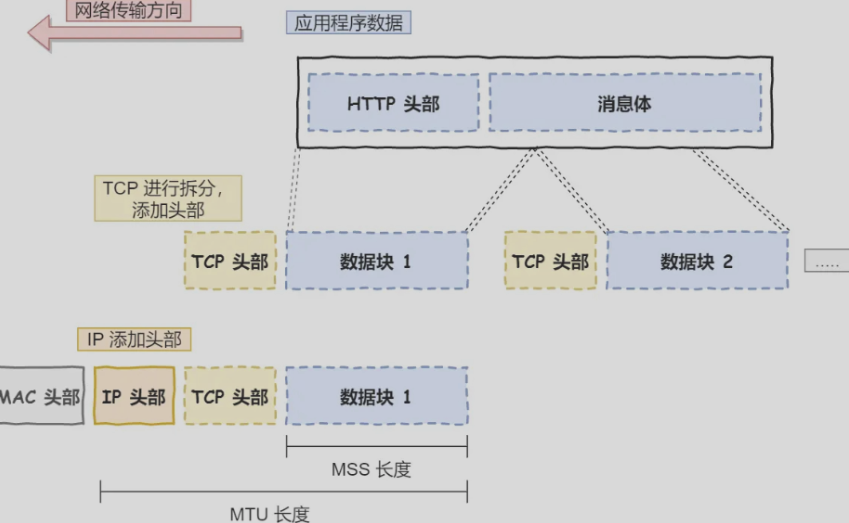 网络传输方向
应用程序数据
HTTP 头部
消息体
TCP 进行拆分,
添加头部
TCP 头部
数据块 1
TCP 头部
数据块 2
.....
IP 添加头部
MAC 头部
IP 头部
TCP 头部
数据块 1
MSS 长度
MTU 长度